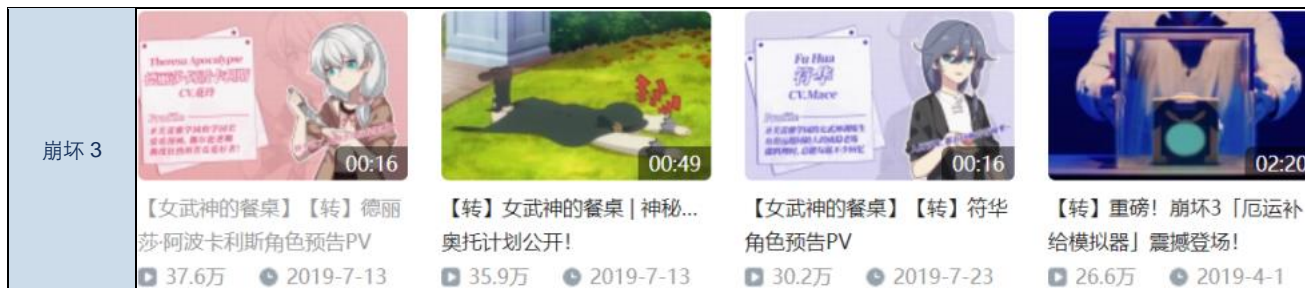 崩坏 3
Theresa Apocalypse
CV.花玲
00:16
【女武神的餐桌】【转】德丽
莎·阿波卡利斯角色预告PV
37.6万 2019-7-13
00:49
【转】女武神的餐桌 | 神秘...
奥托计划公开！
35.9万 2019-7-13
Fu Hua
符华
CV.Mace
Profile
00:16
【女武神的餐桌】【转】符华
角色预告PV
30.2万 2019-7-23
02:20
【转】重磅！崩坏3「厄运补
给模拟器」震撼登场！
26.6万 2019-4-1